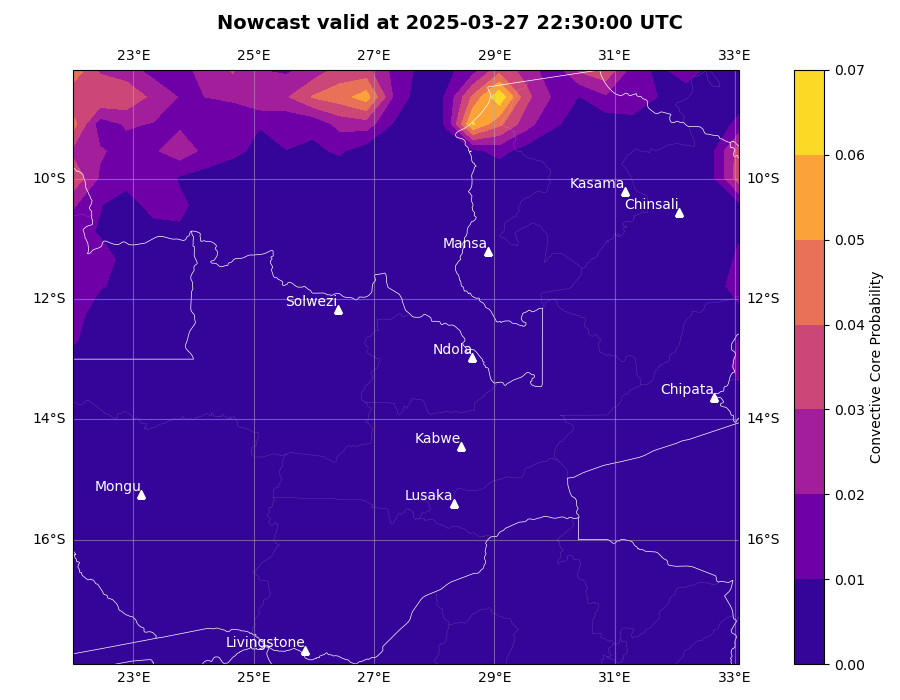 Nowcast valid at 2025-03-27 22:30:00 UTC
23°E 25°E 27°E 29°E 31°E 33°E
0.07
0.06
0.05
0.04
0.03
0.02
0.01
0.00
Convective Core Probability
10°S 10°S
12°S 12°S
14°S 14°S
16°S 16°S
Kasama
Chinsali
Mansa
Solwezi
Ndola
Chipata
Kabwe
Mongu
Lusaka
Livingstone
23°E 25°E 27°E 29°E 31°E 33°E